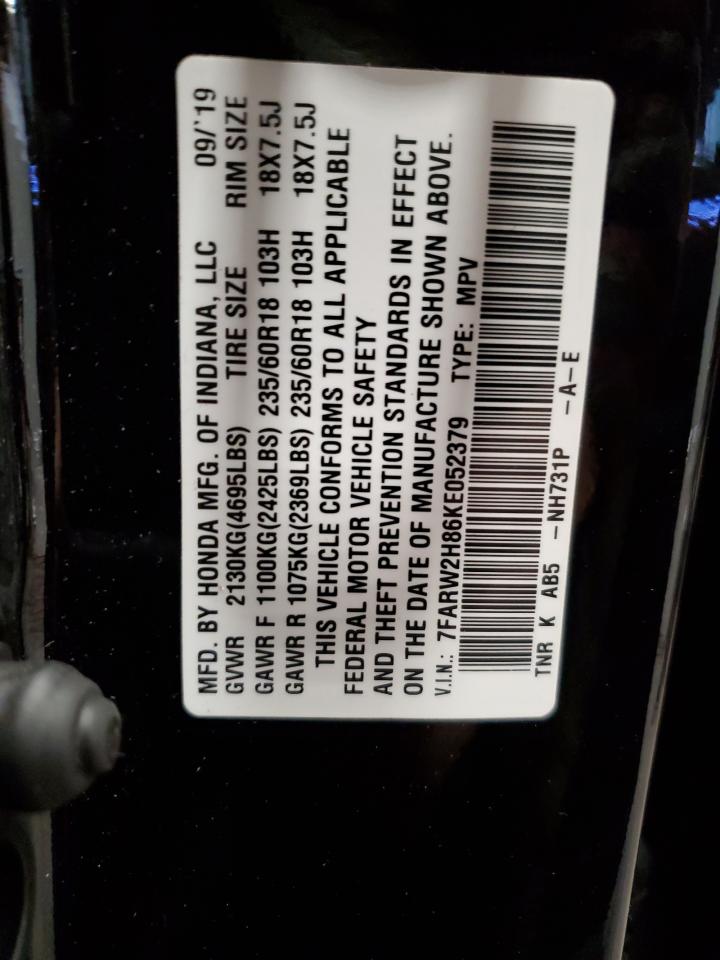 MFD. BY HONDA MFG. OF INDIANA, LLC 09/'19
GVWR 2130KG(4695LBS) TIRE SIZE RIM SIZE
GAWR F 1100KG(2425LBS) 235/60R18 103H 18X7.5J
GAWR R 1075KG(2369LBS) 235/60R18 103H 18X7.5J
THIS VEHICLE CONFORMS TO ALL APPLICABLE
FEDERAL MOTOR VEHICLE SAFETY
AND THEFT PREVENTION STANDARDS IN EFFECT
ON THE DATE OF MANUFACTURE SHOWN ABOVE.
V.I.N.: 7FARW2H86KE052379 TYPE: MPV
TNR K AB5 -NH731P -A-E